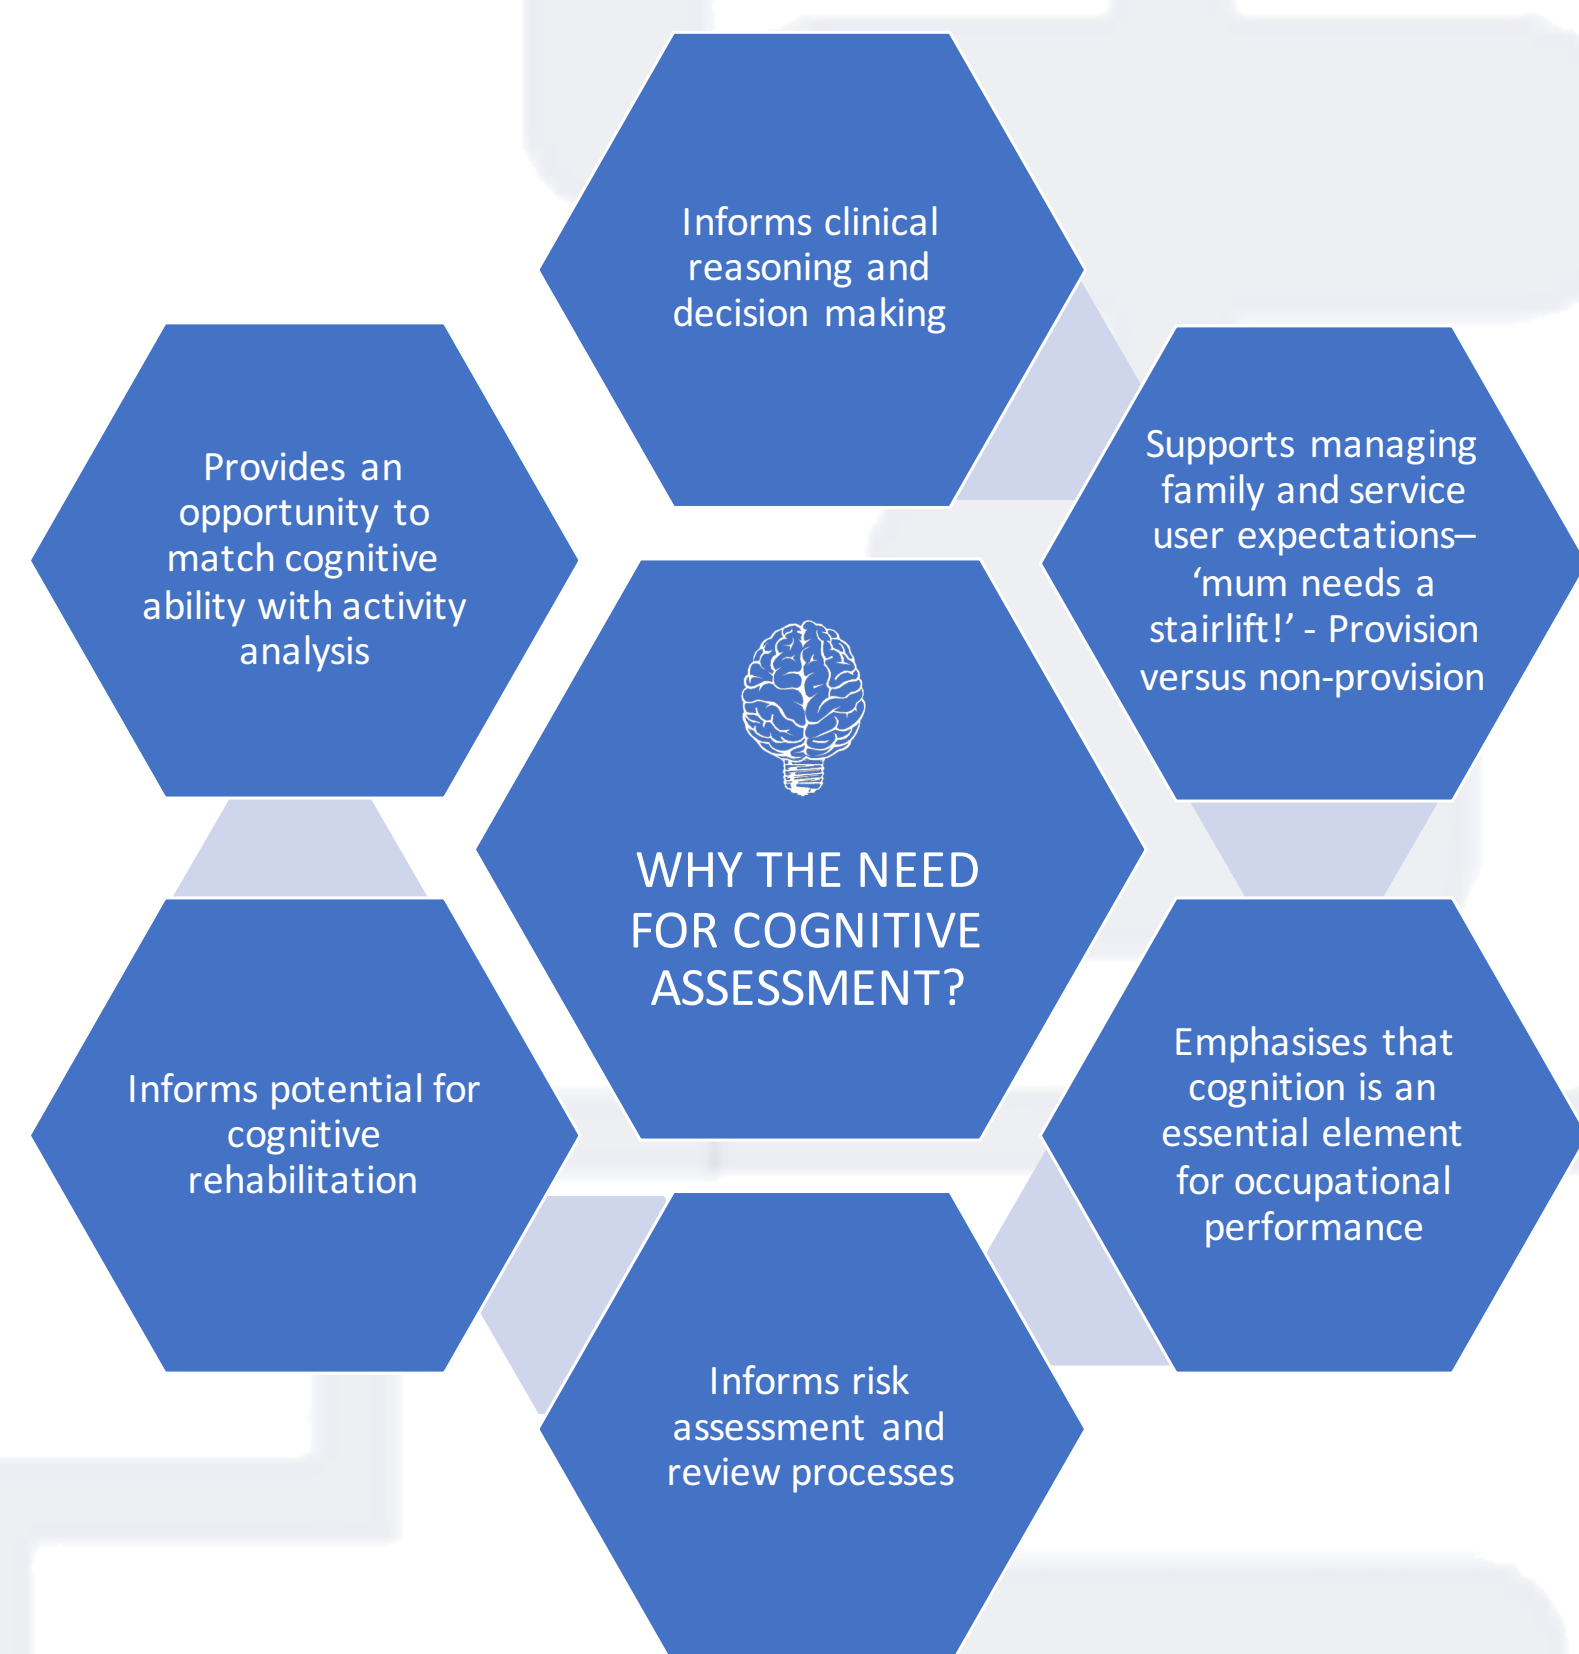 Informs clinical
reasoning and
decision making
Supports managing
family and service
user expectations–
‘mum needs a
stairlift!’ - Provision
versus non-provision
Emphasises that
cognition is an
essential element
for occupational
performance
Informs risk
assessment and
review processes
Informs potential for
cognitive
rehabilitation
Provides an
opportunity to
match cognitive
ability with activity
analysis
WHY THE NEED
FOR COGNITIVE
ASSESSMENT?